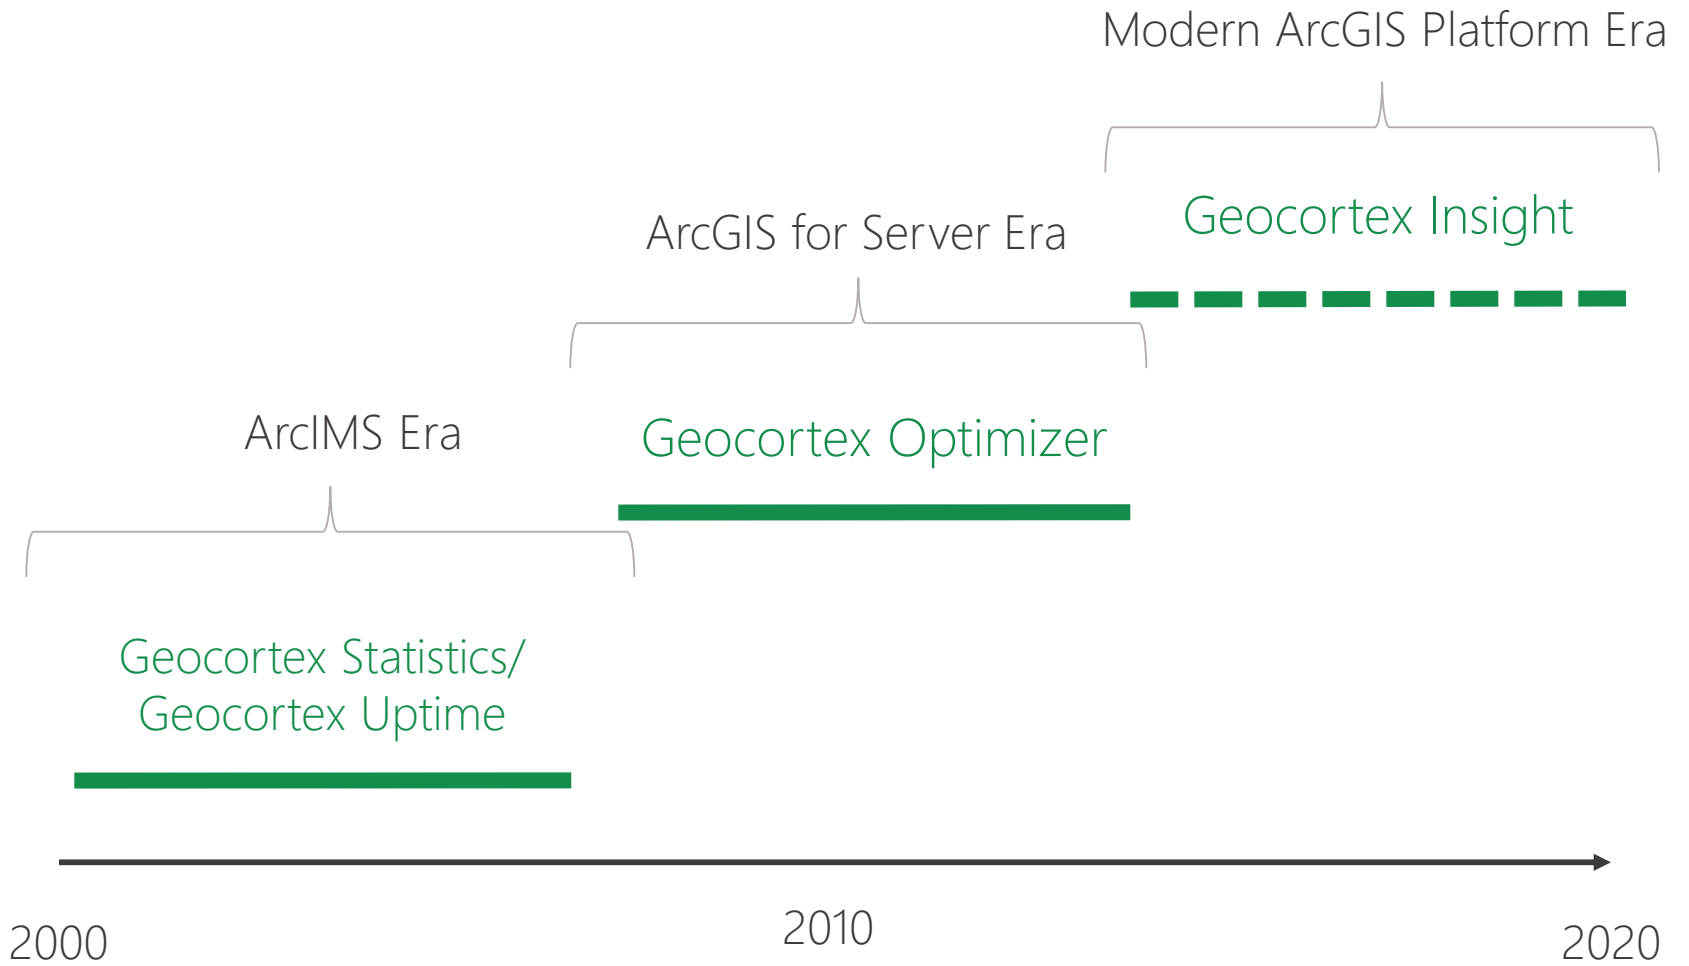 Modern ArcGIS Platform Era
Geocortex Insight
ArcGIS for Server Era
Geocortex Optimizer
ArcIMS Era
Geocortex Statistics/
Geocortex Uptime
2000
2010
2020